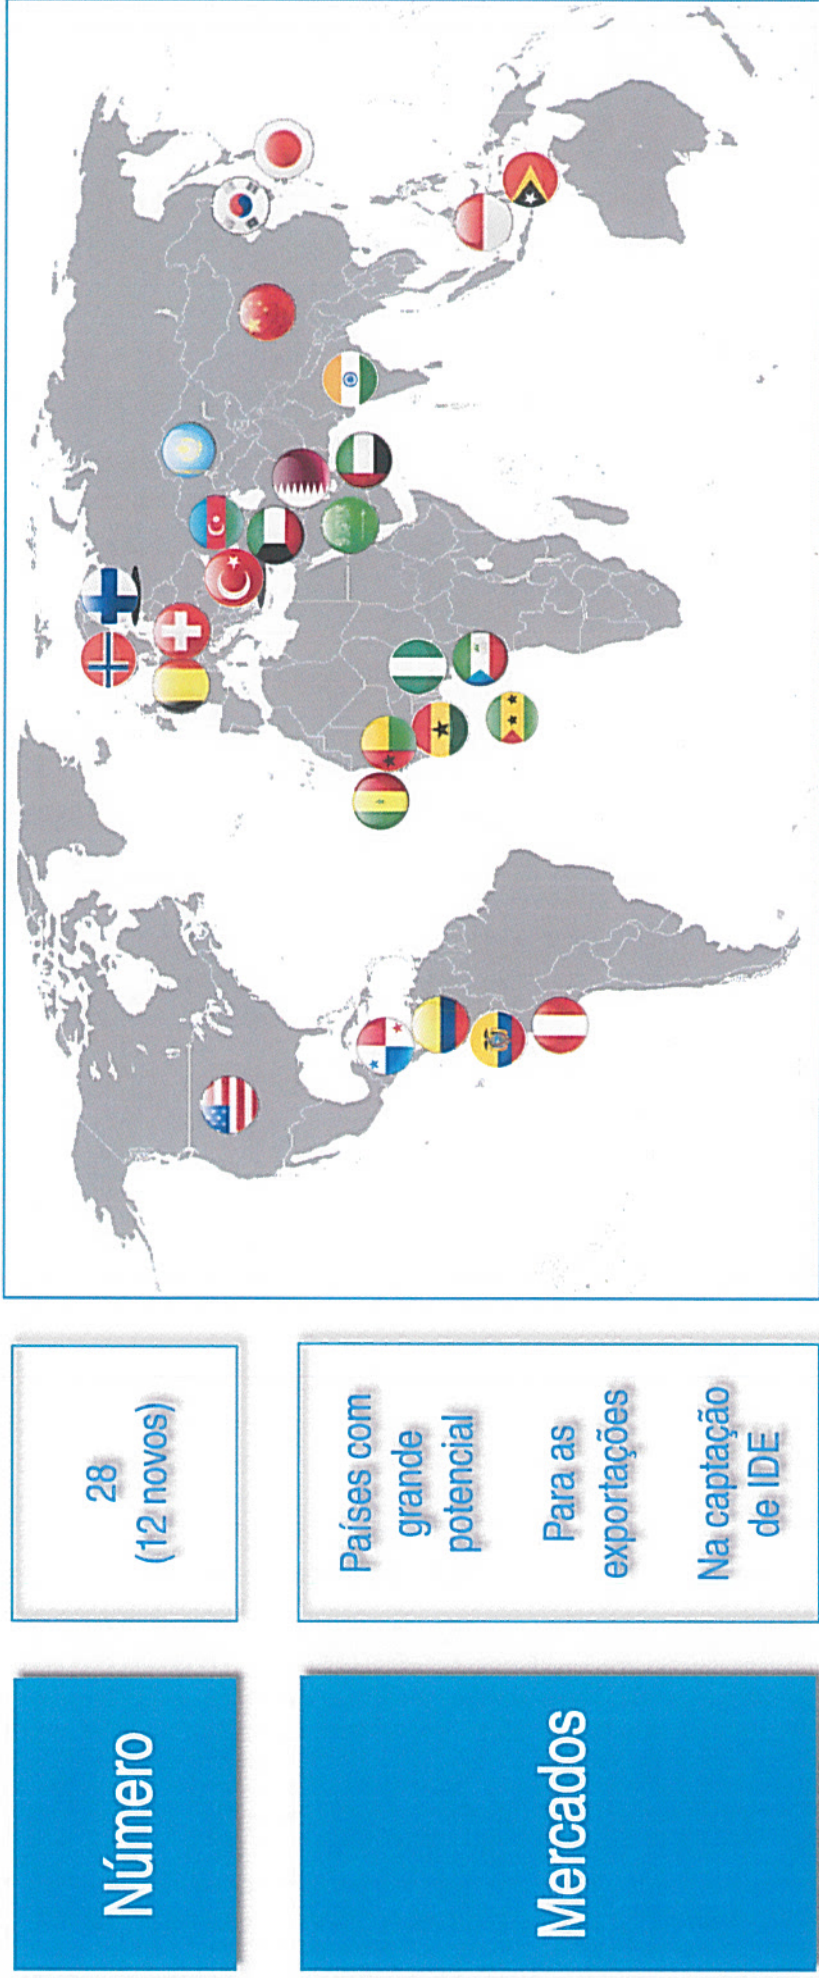 Número
28
(12 novos)
Mercados
Países com
grande
potencial
Para as
exportações
Na captação
de IDE